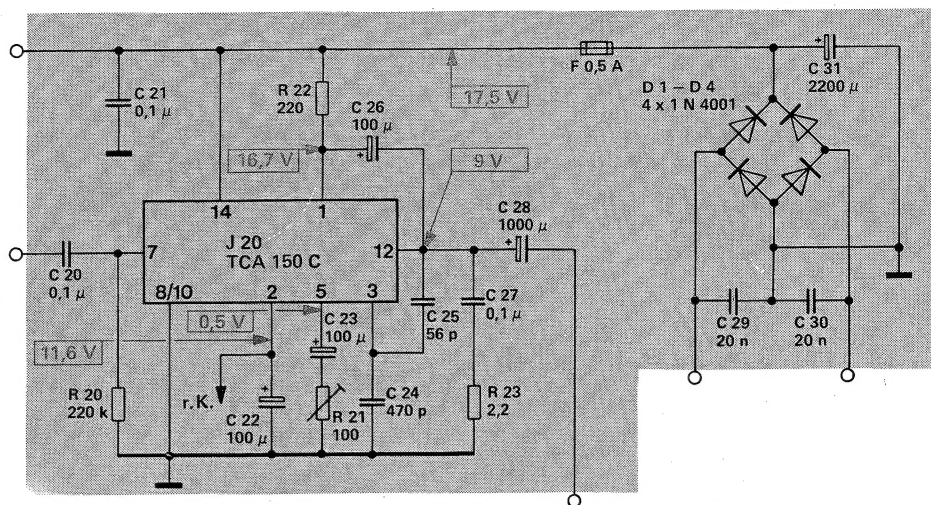 F 0,5 A
C 31
2200 µ
D 1 – D 4
4 x 1 N 4001
C 21
0,1 µ
R 22
220
17,5 V
C 26
100 µ
16,7 V
9 V
14
1
C 28
1000 µ
7
J 20
TCA 150 C
12
C 20
0,1 µ
8/10
2
5
3
C 27
0,1 µ
C 29
20 n
C 30
20 n
0,5 V
C 23
100 µ
C 25
56 p
11,6 V
R 20
220 k
r.K.
C 22
100 µ
R 21
100
C 24
470 p
R 23
2,2